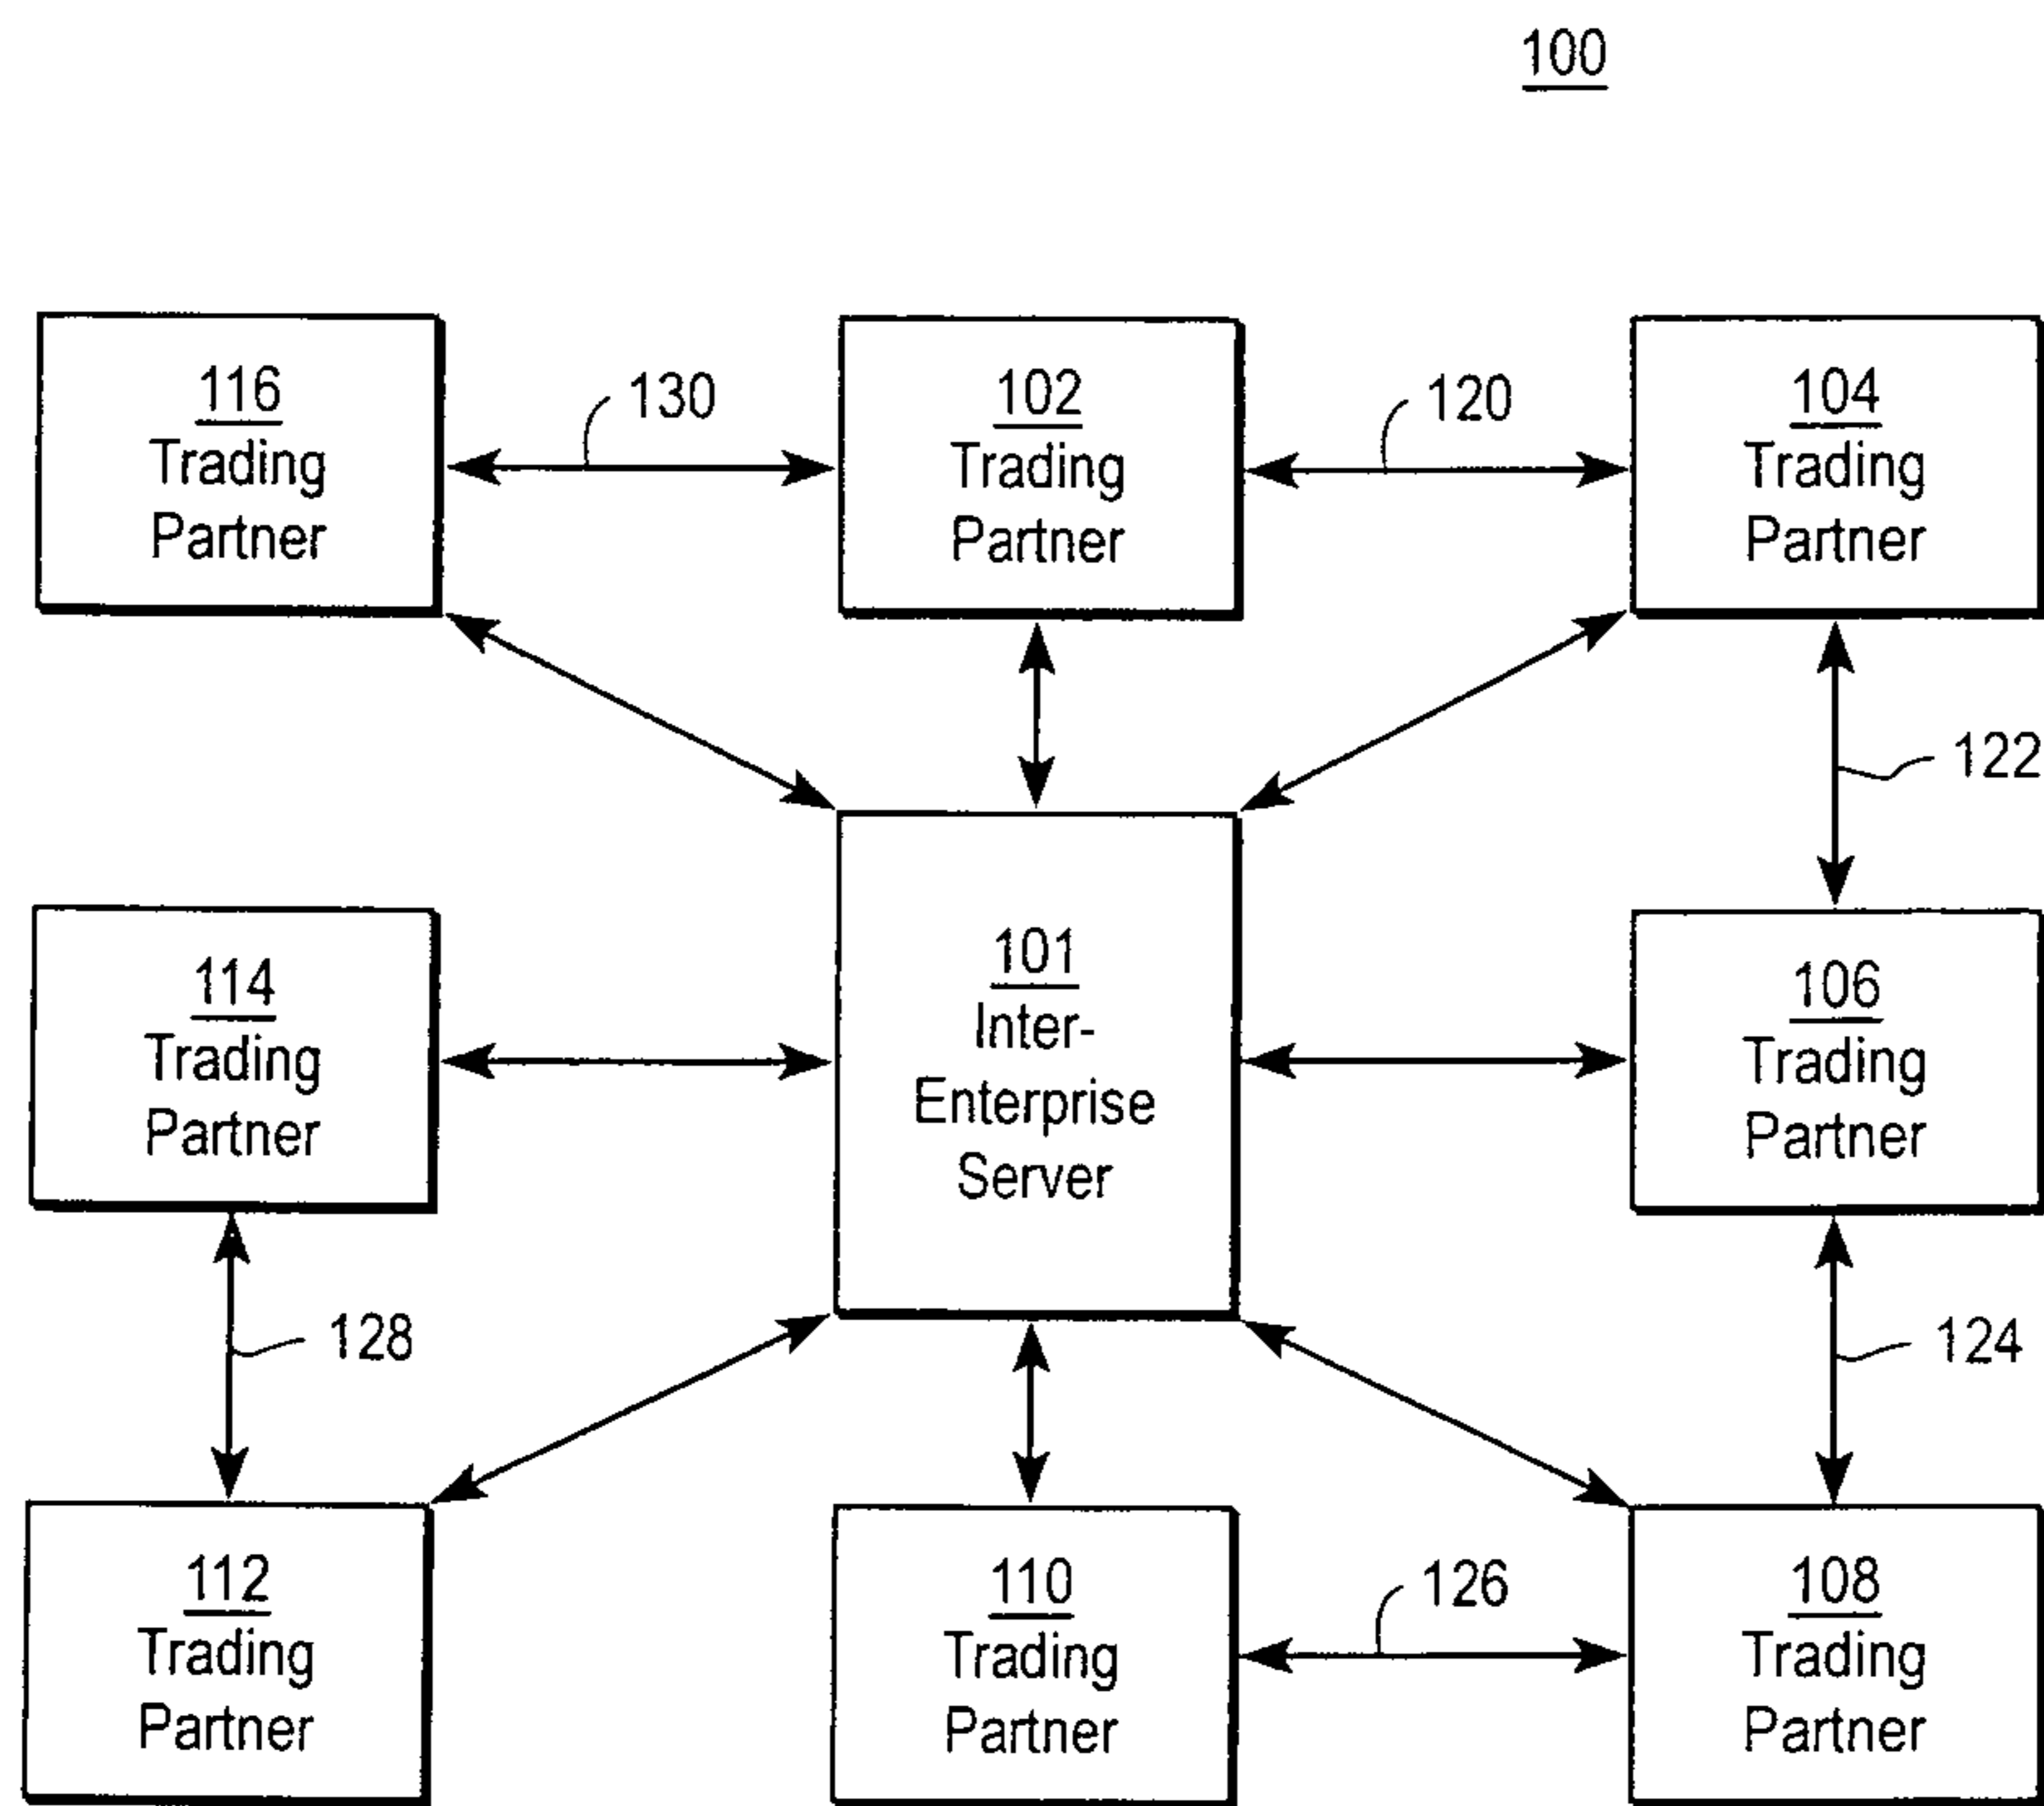 100
116
Trading
Partner
130
102
Trading
Partner
120
104
Trading
Partner
122
114
Trading
Partner
101
Inter-
Enterprise
Server
106
Trading
Partner
128
124
112
Trading
Partner
110
Trading
Partner
126
108
Trading
Partner